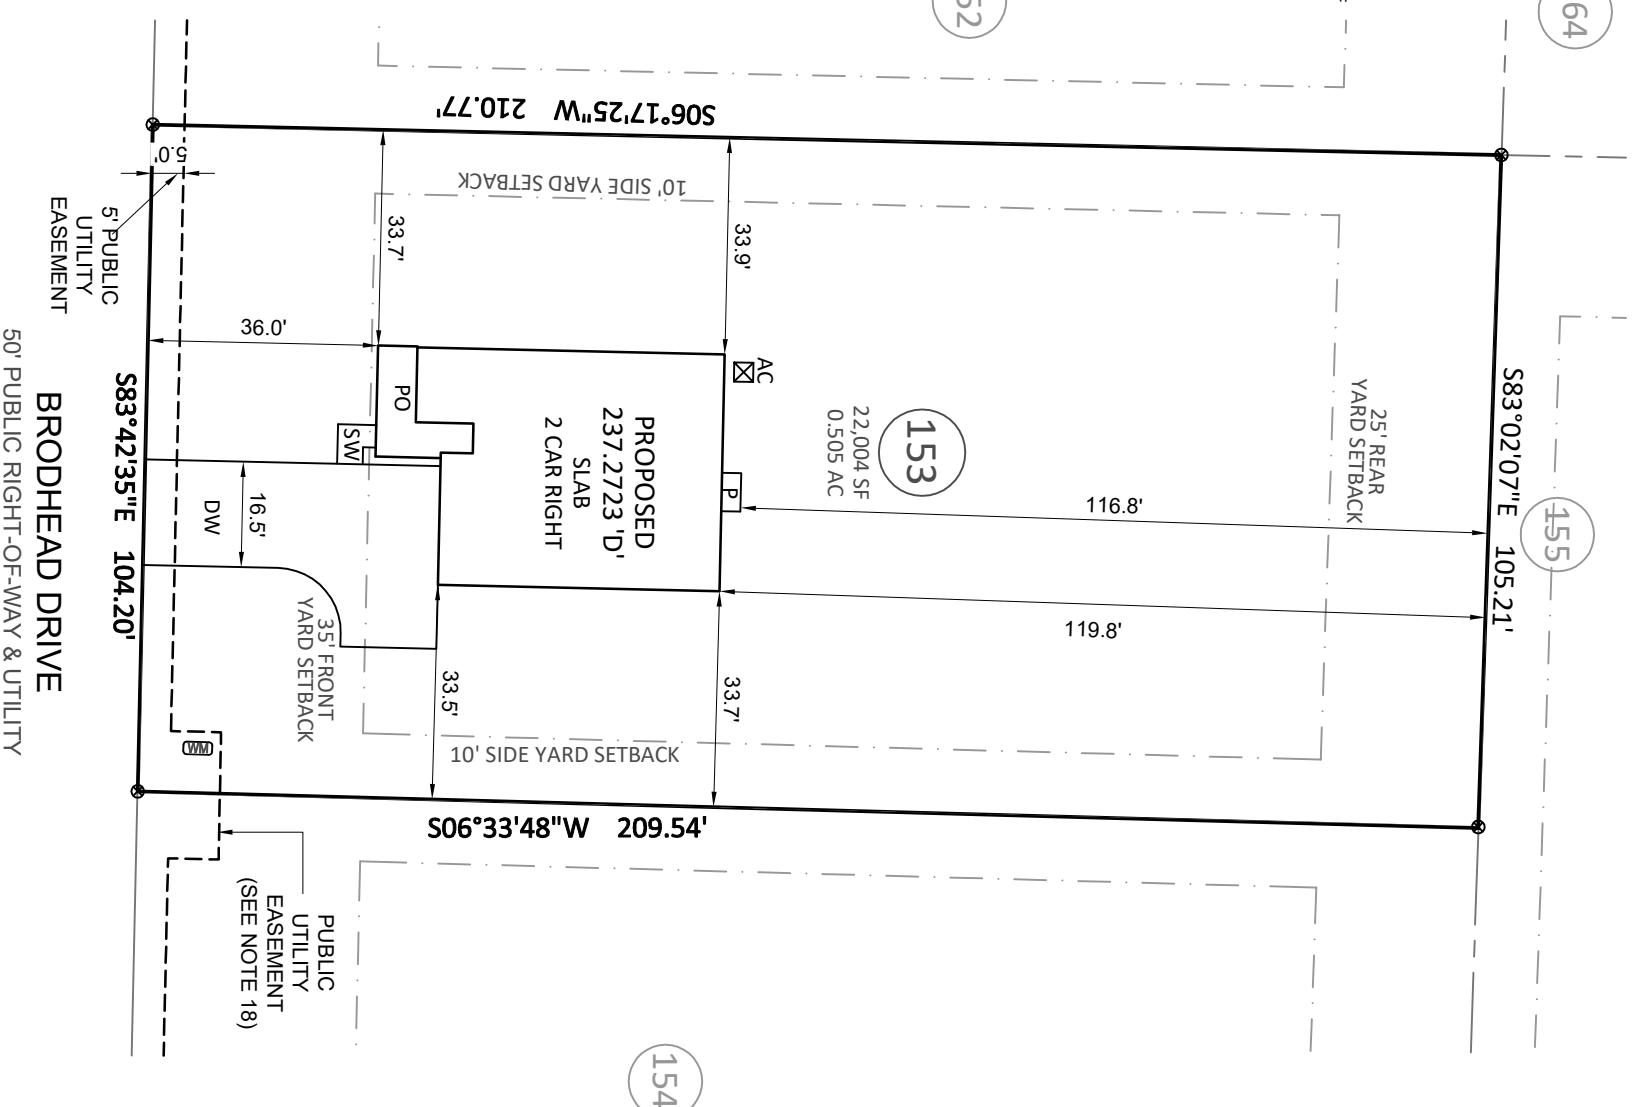 52
64
S06°17'25"W 210.77'
5.0'
10' SIDE YARD SETBACK
5' PUBLIC
UTILITY
EASEMENT
33.7'
33.9'
36.0'
AC
PO
SW
PROPOSED
237.2723 'D'
SLAB
2 CAR RIGHT
P
153
22,004 SF
0.505 AC
25' REAR
YARD SETBACK
S83°02'07"E 105.21'
155
116.8'
119.8'
16.5'
DW
35' FRONT
YARD SETBACK
33.5'
33.7'
10' SIDE YARD SETBACK
WM
S06°33'48"W 209.54'
S83°42'35"E 104.20'
BRODHEAD DRIVE
50' PUBLIC RIGHT-OF-WAY & UTILITY
PUBLIC
UTILITY
EASEMENT
(SEE NOTE 18)
154